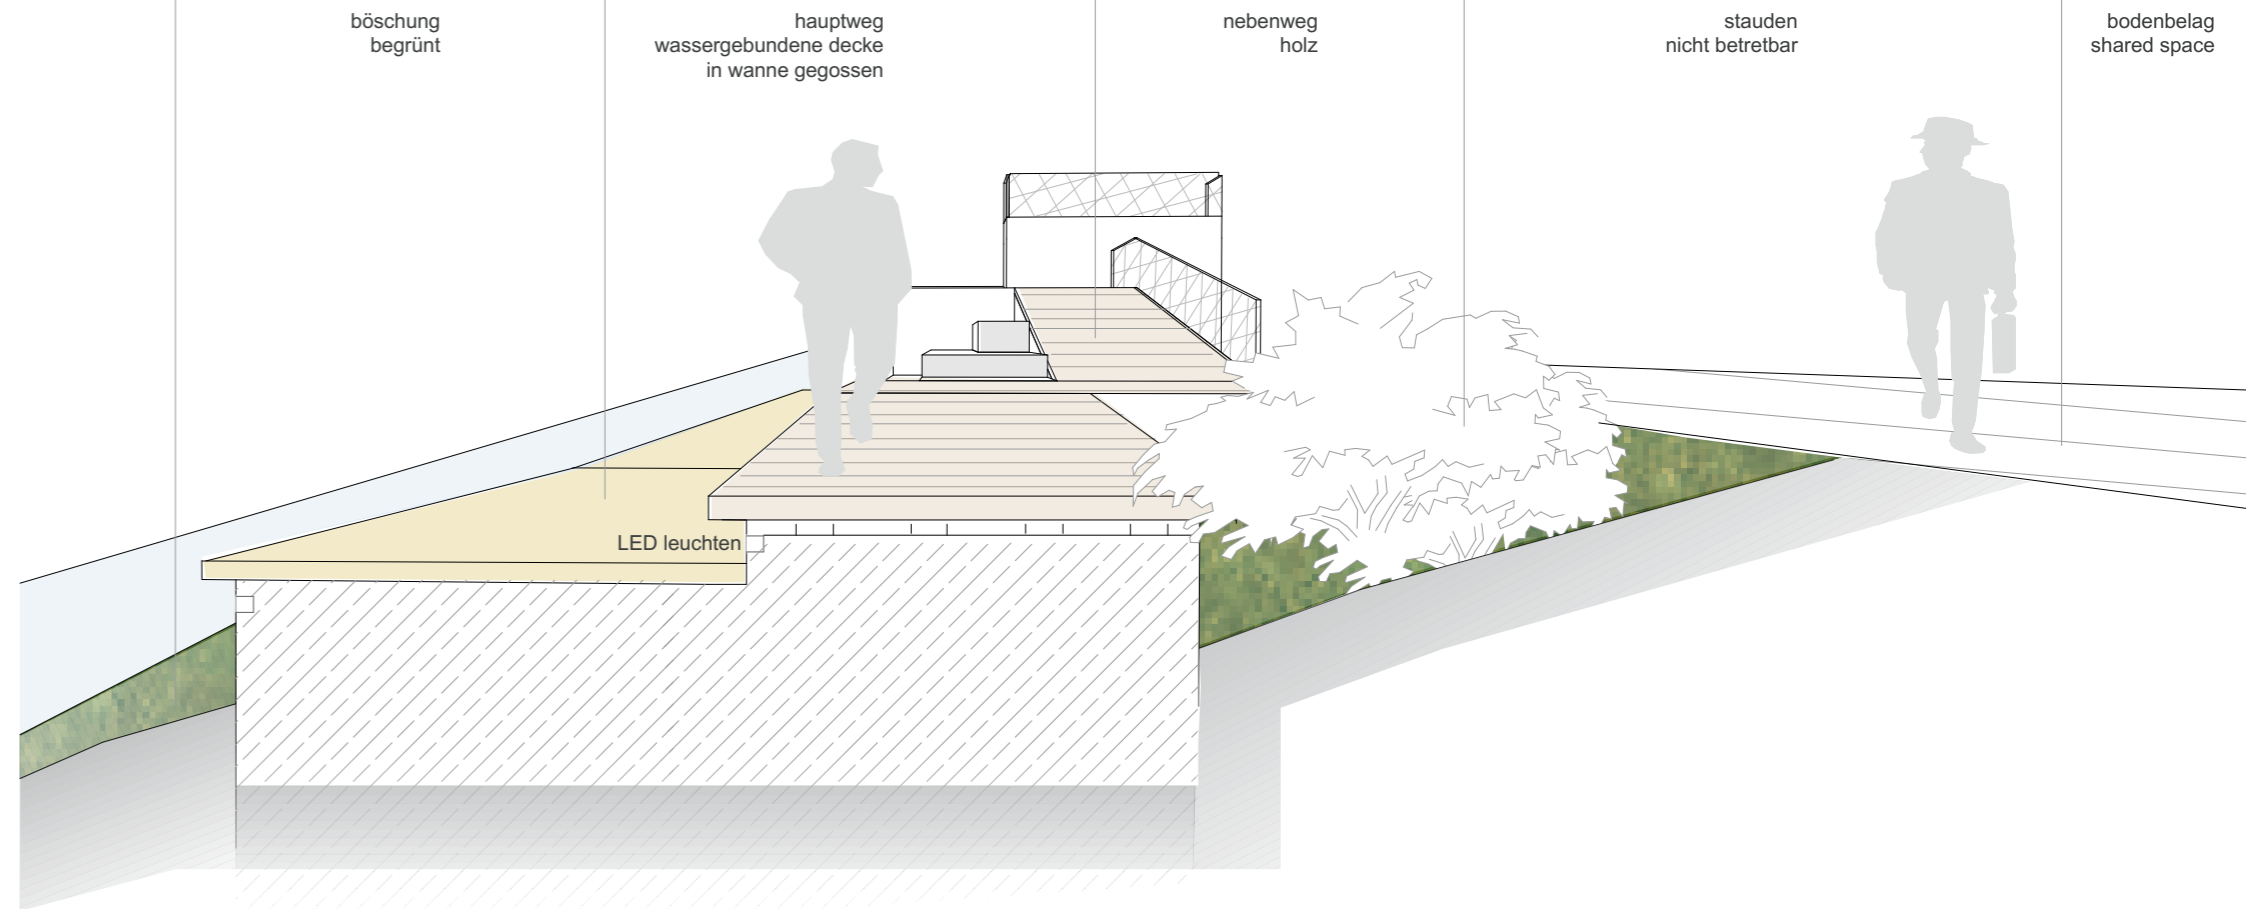 böschung
begrünt
hauptweg
wassergebundene decke
in wanne gegossen
nebenweg
holz
stauden
nicht betretbar
bodenbelag
shared space
LED leuchten